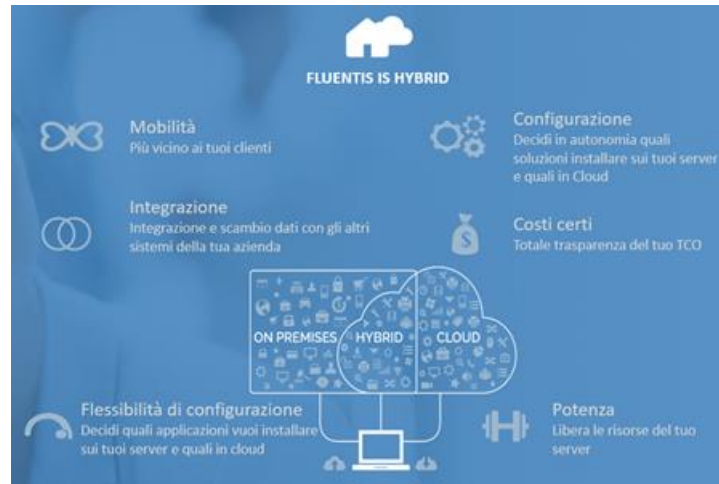 FLUENTIS IS HYBRID
Mobilità
Più vicino ai tuoi clienti
Configurazione
Decidi in autonomia quali
soluzioni installare sui tuoi server
e quali in Cloud
Integrazione
Integrazione e scambio dati con gli altri
sistemi della tua azienda
Costi certi
Totale trasparenza del tuo TCO
$
ON PREMISES
HYBRID
CLOUD
Flessibilità di configurazione
Decidi quali applicazioni vuoi installare
sui tuoi server e quali in cloud
Potenza
Libera le risorse del tuo
server